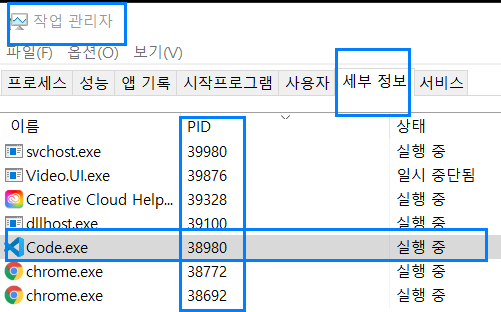 작업 관리자
파일(F) 옵션(O) 보기(V)
프로세스 성능 앱 기록 시작프로그램 사용자 세부 정보 서비스
이름 PID 상태
svchost.exe 39980 실행 중
Video.UI.exe 39876 일시 중단됨
Creative Cloud Help... 39328 실행 중
dllhost.exe 39100 실행 중
Code.exe 38980 실행 중
chrome.exe 38772 실행 중
chrome.exe 38692 실행 중